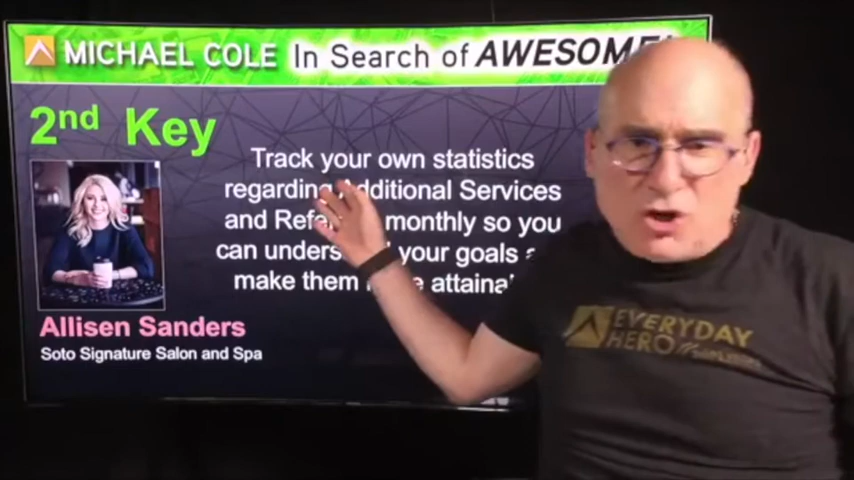 MICHAEL COLE In Search of AWESOME!
2nd Key
Track your own statistics
regarding Additional Services
and monthly so you
can your goals
make them
Allisen Sanders
Soto Signature Salon and Spa
EVERYDAY
HERO